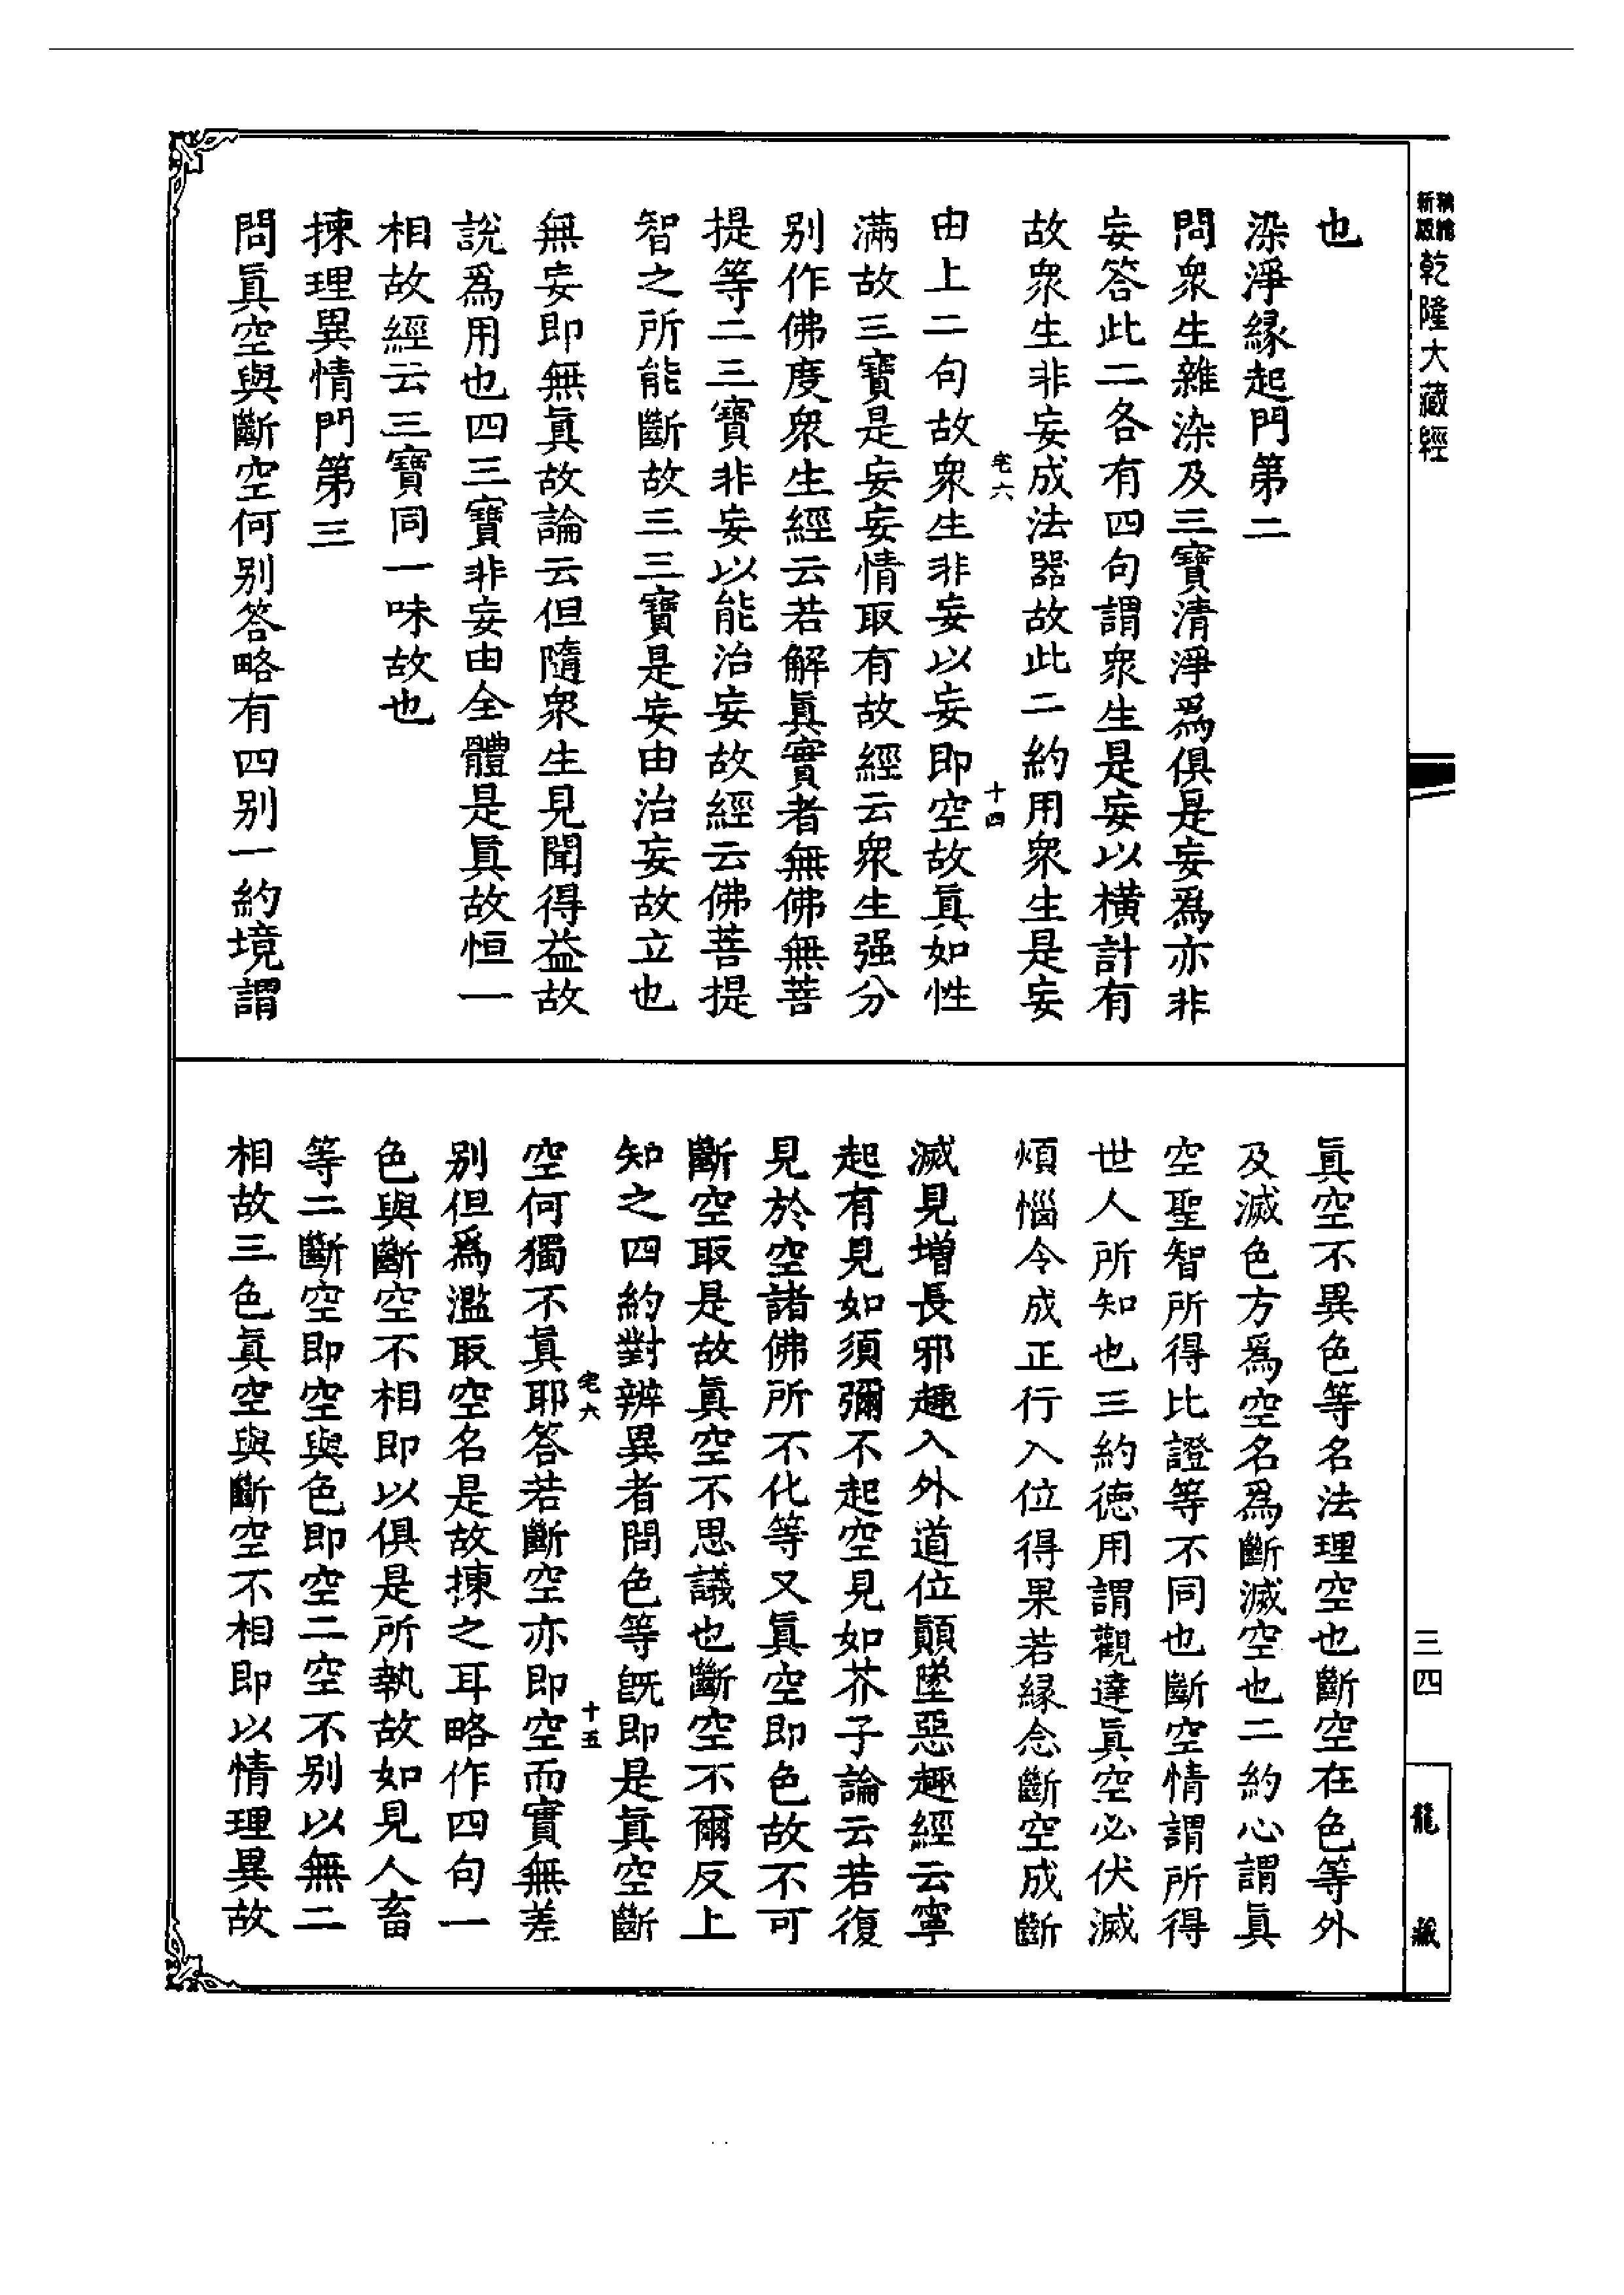 新精
版縮
乾隆大藏經
三四
龍藏
也
染淨緣起門第二
問衆生雜染及三寶清淨爲俱是妄爲亦非
妄答此二各有四句謂衆生是妄以橫計有
故衆生非妄成法器故此二約用衆生是妄
宅六
十四
由上二句故衆生非妄以妄即空故眞如性
滿故三寶是妄妄情取有故經云衆生强分
别作佛度衆生經云若解眞實者無佛無菩
提等二三寶非妄以能治妄故經云佛菩提
智之所能斷故三三寶是妄由治妄故立也
無妄即無眞故論云但隨衆生見聞得益故
說爲用也四三寶非妄由全體是眞故恒一
相故經云三寶同一味故也
揀理異情門第三
問眞空與斷空何别答略有四别一約境謂
眞空不異色等名法理空也斷空在色等外
及滅色方爲空名爲斷滅空也二約心謂眞
空聖智所得比證等不同也斷空情謂所得
世人所知也三約德用謂觀達眞空必伏滅
煩惱令成正行入位得果若緣念斷空成斷
滅見增長邪趣入外道位顚墜惡趣經云寧
起有見如須彌不起空見如芥子論云若復
見於空諸佛所不化等又眞空即色故不可
斷空取是故眞空不思議也斷空不爾反上
知之四約對辨異者問色等旣即是眞空斷
宅六
十五
空何獨不眞耶答若斷空亦即空而實無差
别但爲濫取空名是故揀之耳略作四句一
色與斷空不相即以俱是所執故如見人畜
等二斷空即空與色即空二空不别以無二
相故三色眞空與斷空不相即以情理異故